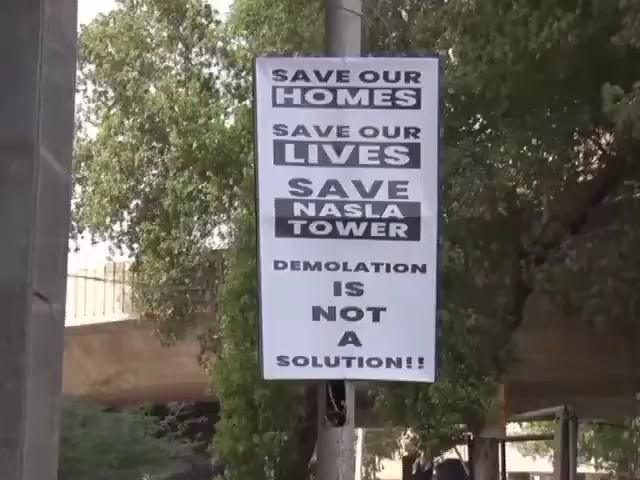 SAVE OUR
HOMES
SAVE OUR
LIVES
SAVE
NASLA
TOWER
DEMOLATION
IS
NOT
A
SOLUTION!!